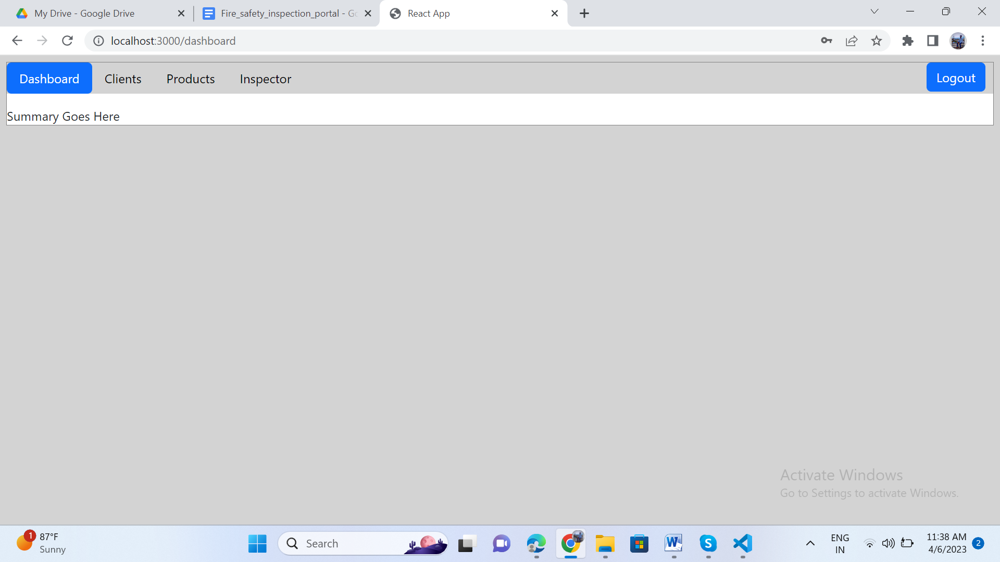 My Drive - Google Drive
Fire_safety_inspection_portal - Go
React App
localhost:3000/dashboard
Dashboard
Clients
Products
Inspector
Logout
Summary Goes Here
Activate Windows
Go to Settings to activate Windows.
1
87°F
Sunny
Search
W
S
ENG
IN
11:38 AM
4/6/2023
2